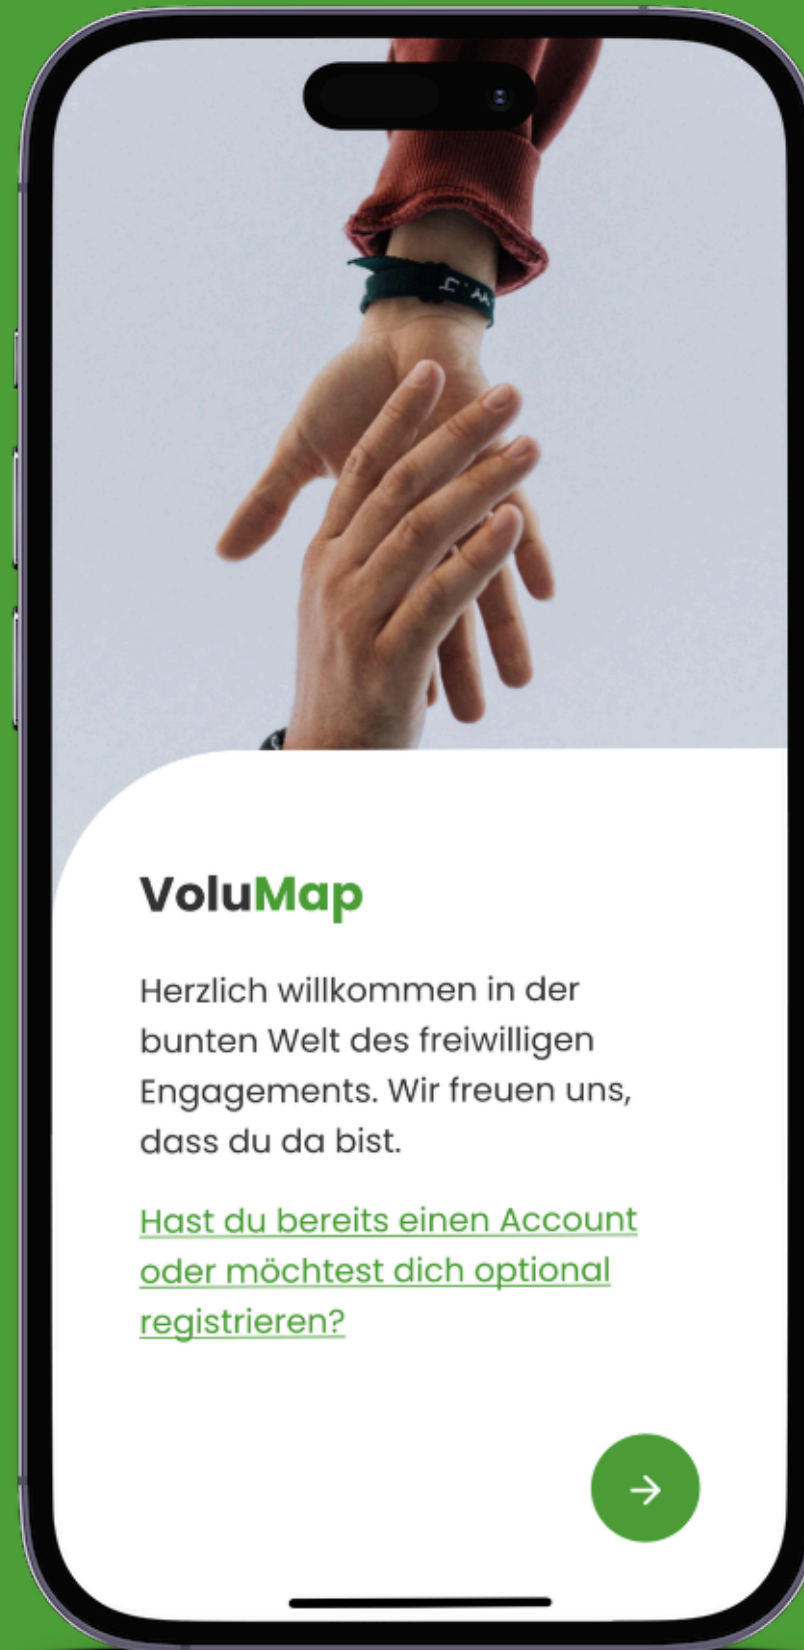 VoluMap
Herzlich willkommen in der
bunten Welt des freiwilligen
Engagements. Wir freuen uns,
dass du da bist.
Hast du bereits einen Account
oder möchtest dich optional
registrieren?